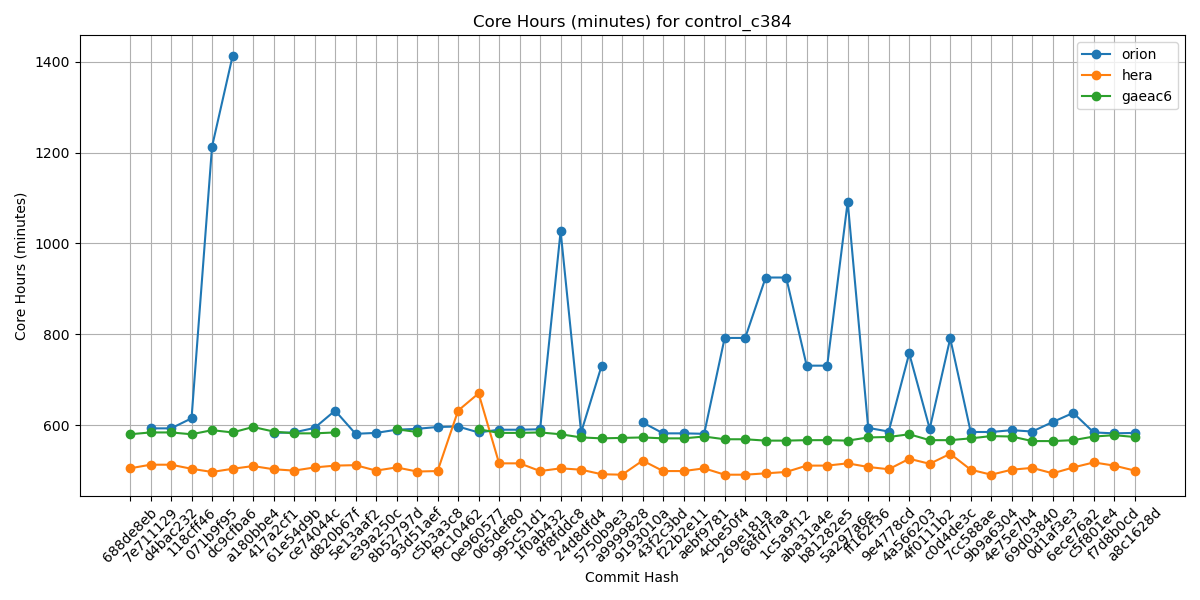 Core Hours (minutes) for control_c384
orion
hera
gaeac6
Core Hours (minutes)
1400
1200
1000
800
600
688de8eb
7e711129
d4bac232
118cff46
071b9f95
dc9cfba6
a180bbe4
417a2cf1
61e54d9b
ce74044c
d820b67f
5e13aaf2
e39a250c
8b52797d
93d51aef
c5b3a3c8
f9c10462
0e960577
065def80
995c51d1
1f0ab432
8f6fddc8
24d8dfd4
5750b9e3
a9999828
9193010a
43f2c3bd
f22b2e11
aebf9781
4cbe50f4
269e181a
68fd7faa
1c5a9f12
aba31a4e
b81282e5
5a297a6e
ff162f36
9e4778cd
4a566203
4f0111b2
c0d4de3c
7cc588ae
9b9a6304
4e75e7b4
69d03840
0d1af3e3
6ece76a2
c5f801e4
f7d8b0cd
a8c1628d
Commit Hash